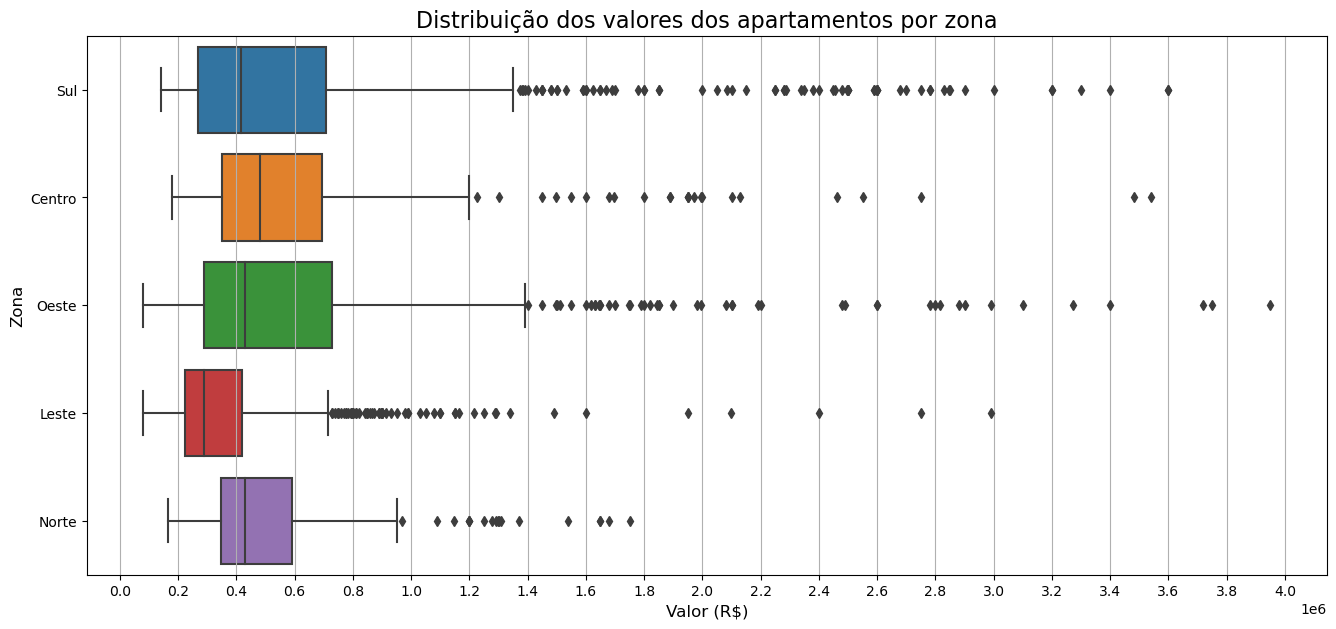 Distribuição dos valores dos apartamentos por zona
Zona
Sul
Centro
Oeste
Leste
Norte
0.0 0.2 0.4 0.6 0.8 1.0 1.2 1.4 1.6 1.8 2.0 2.2 2.4 2.6 2.8 3.0 3.2 3.4 3.6 3.8 4.0
Valor (R$)
1e6